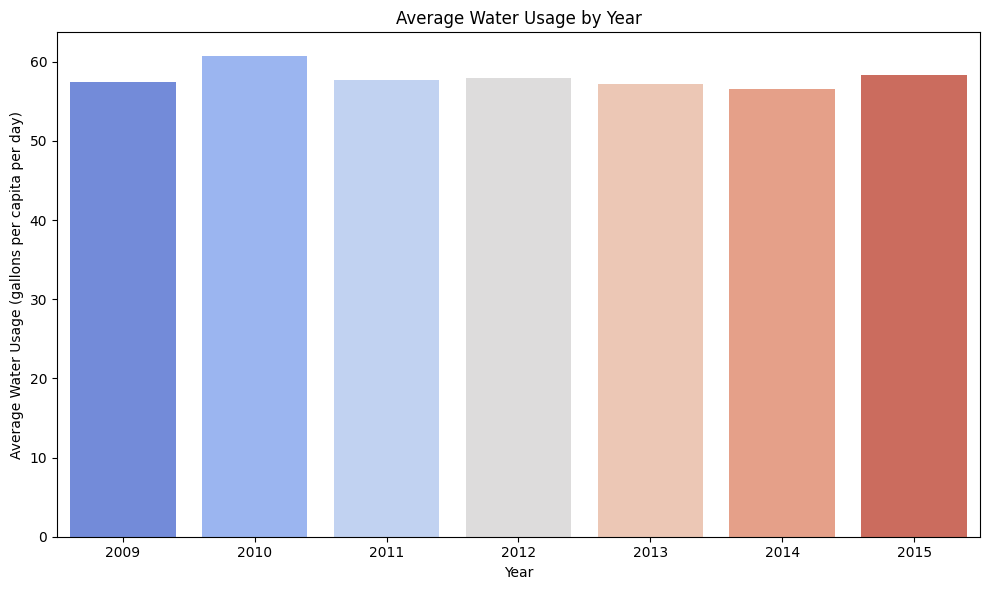 Average Water Usage by Year
Average Water Usage (gallons per capita per day)
60
50
40
30
20
10
0
2009 2010 2011 2012 2013 2014 2015
Year